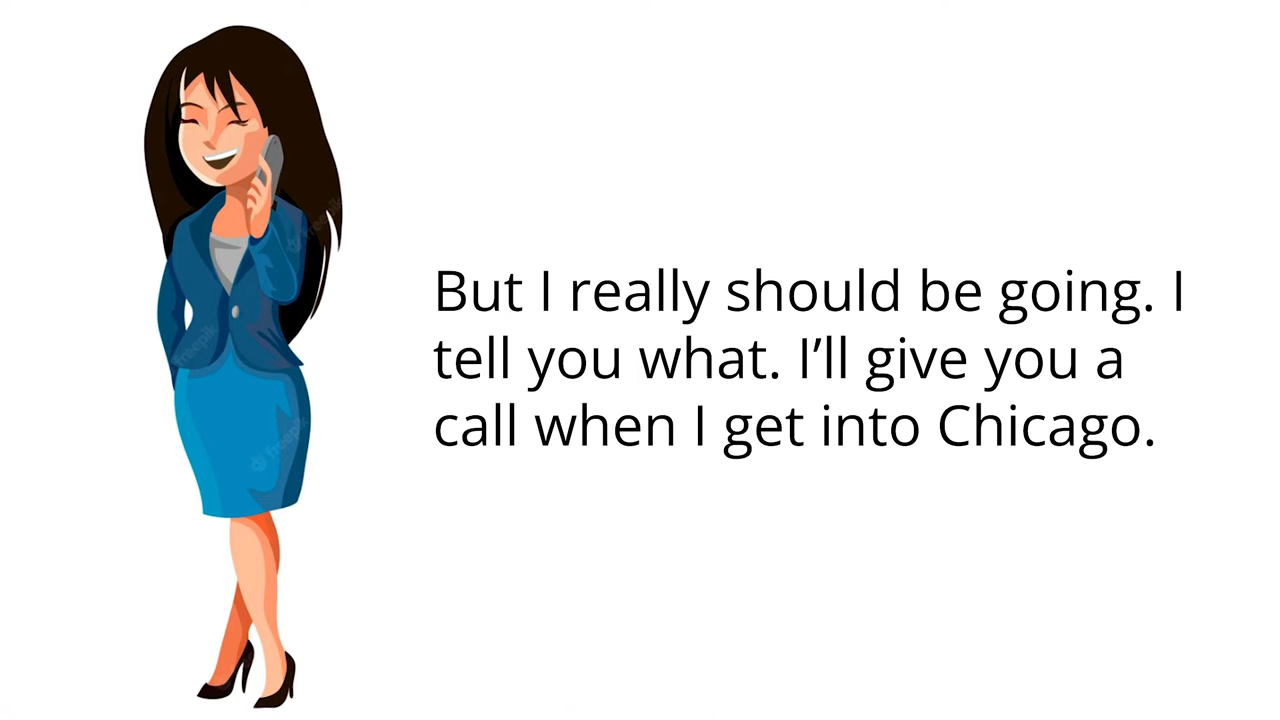 But I really should be going. I
tell you what. I’ll give you a
call when I get into Chicago.